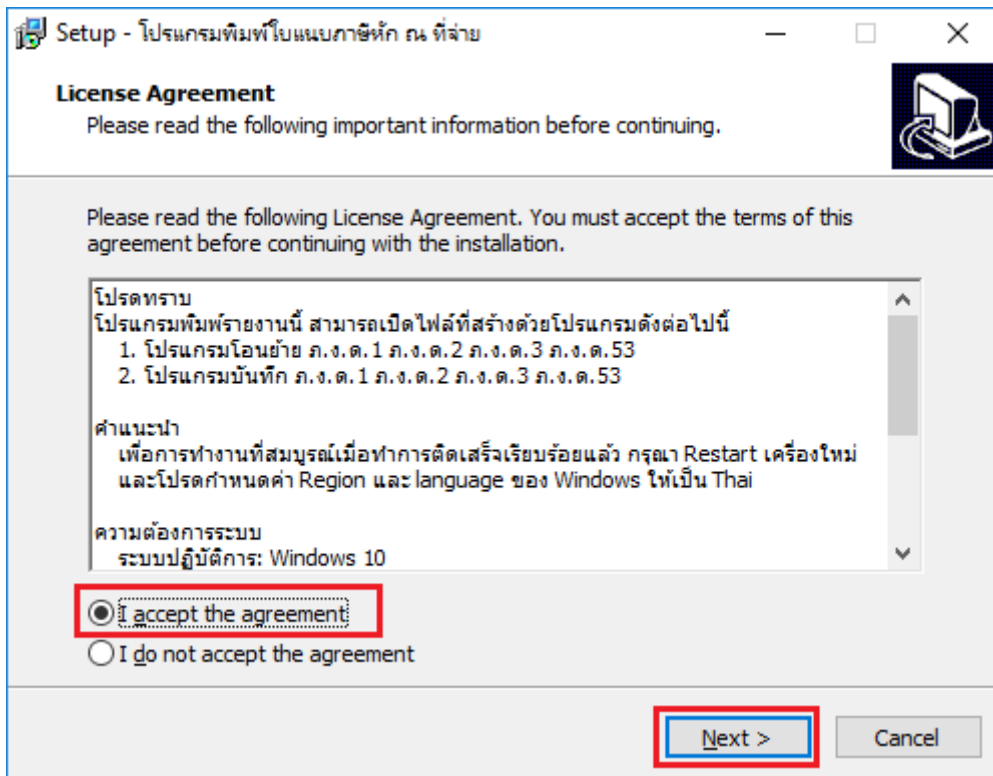 Setup - โปรแกรมพิมพ์ใบแนบภาษีหัก ณ ที่จ่าย
License Agreement
Please read the following important information before continuing.
Please read the following License Agreement. You must accept the terms of this
agreement before continuing with the installation.
โปรดทราบ
โปรแกรมพิมพ์รายงานนี้ สามารถเปิดไฟล์ที่สร้างด้วยโปรแกรมดังต่อไปนี้
1. โปรแกรมโอนย้าย ภ.ง.ด.1 ภ.ง.ด.2 ภ.ง.ด.3 ภ.ง.ด.53
2. โปรแกรมบันทึก ภ.ง.ด.1 ภ.ง.ด.2 ภ.ง.ด.3 ภ.ง.ด.53
คำแนะนำ
เพื่อการทำงานที่สมบูรณ์เมื่อทำการติดเสร็จเรียบร้อยแล้ว กรุณา Restart เครื่องใหม่
และโปรดกำหนดค่า Region และ language ของ Windows ให้เป็น Thai
ความต้องการระบบ
ระบบปฏิบัติการ: Windows 10
I accept the agreement
I do not accept the agreement
Next >
Cancel